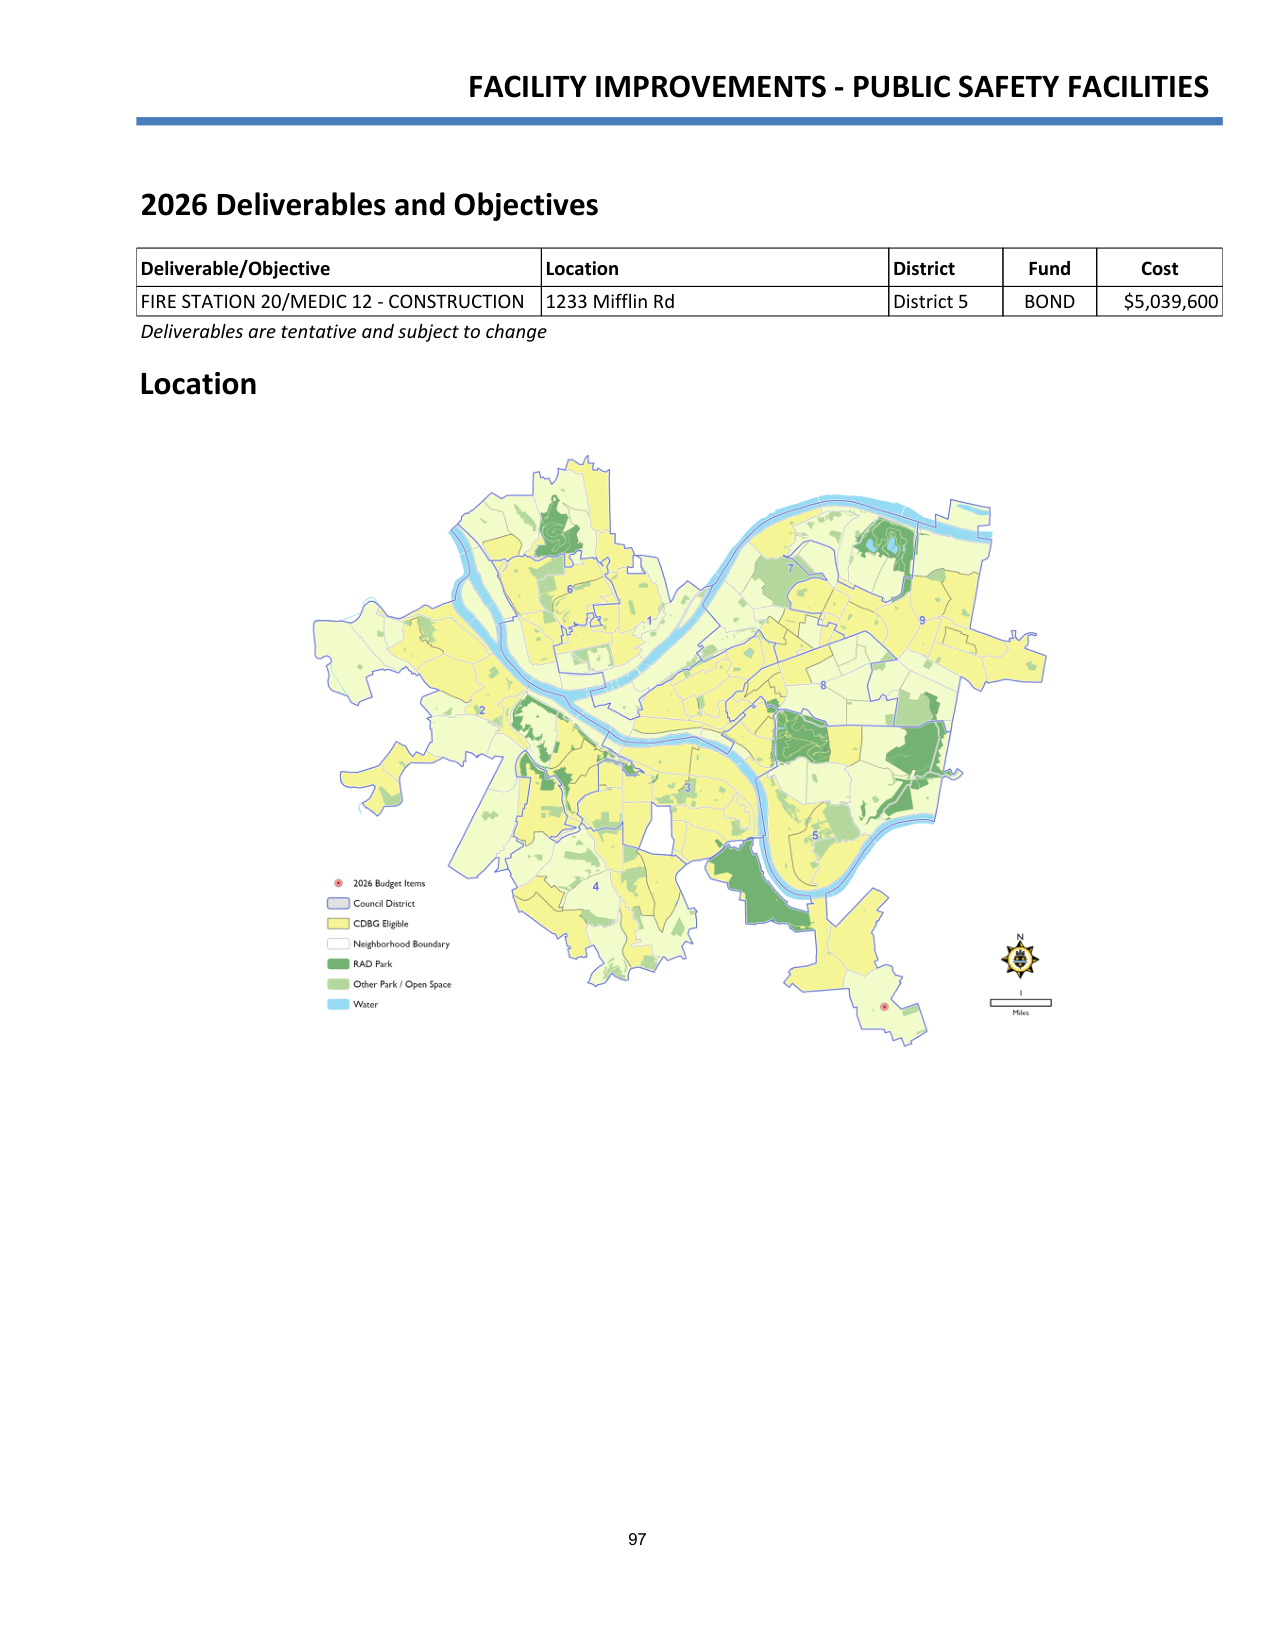 FACILITY IMPROVEMENTS - PUBLIC SAFETY FACILITIES
2026 Deliverables and Objectives
Deliverable/Objective Location District Fund Cost
FIRE STATION 20/MEDIC 12 - CONSTRUCTION 1233 Mifflin Rd District 5 BOND $5,039,600
Deliverables are tentative and subject to change
Location
7
6
1
9
8
2
3
5
4
2026 Budget Items
Council District
CDBG Eligible
Neighborhood Boundary
RAD Park
Other Park / Open Space
Water
N
1
Miles
97